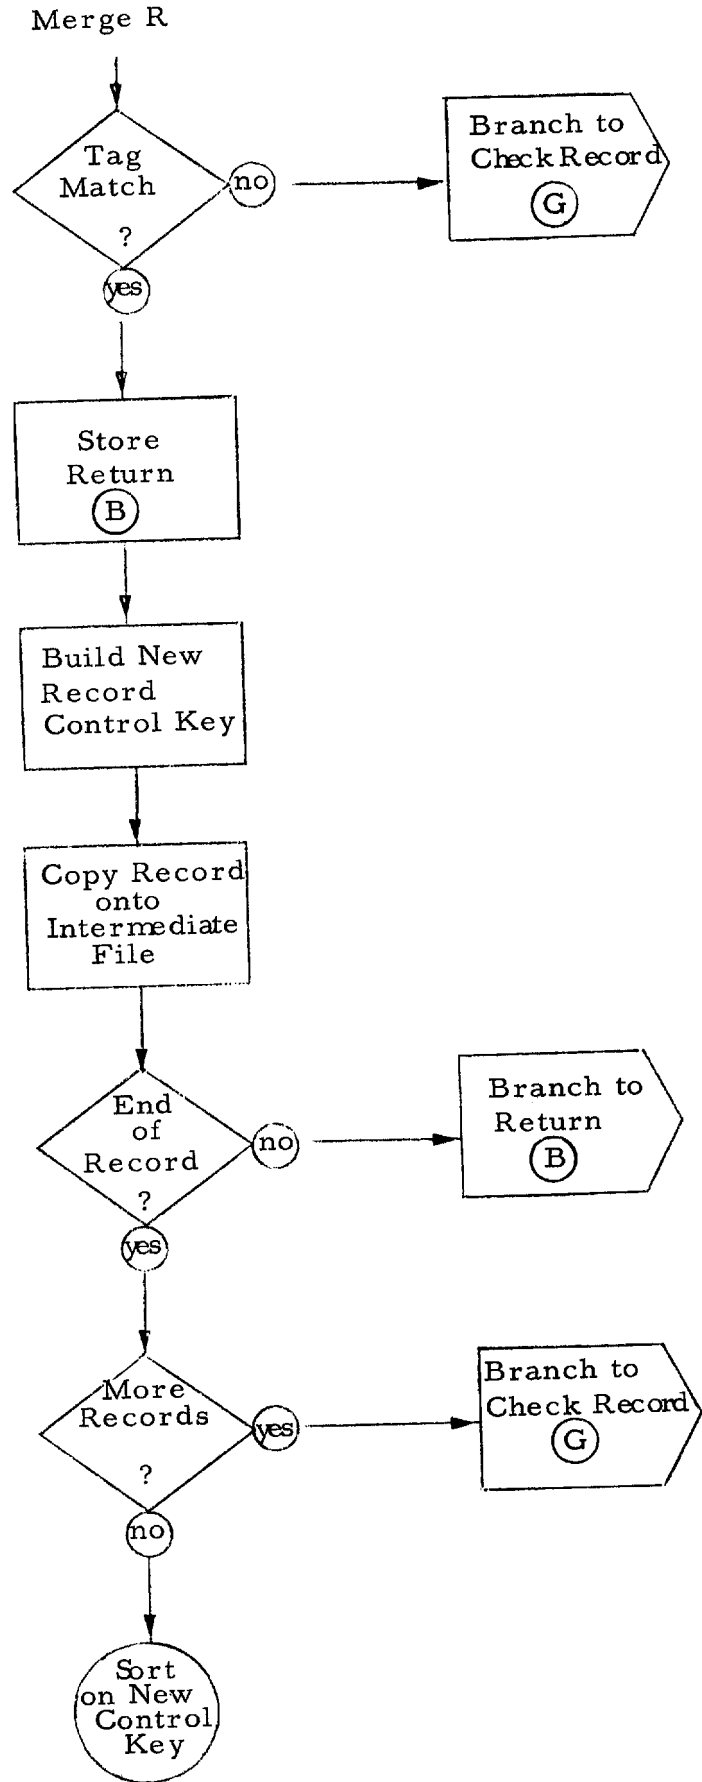 Merge R
Tag
Match
?
no
Branch to
Check Record
G
yes
Store
Return
B
Build New
Record
Control Key
Copy Record
onto
Intermediate
File
End
of
Record
?
no
Branch to
Return
B
yes
More
Records
?
yes
Branch to
Check Record
G
no
Sort
on New
Control
Key